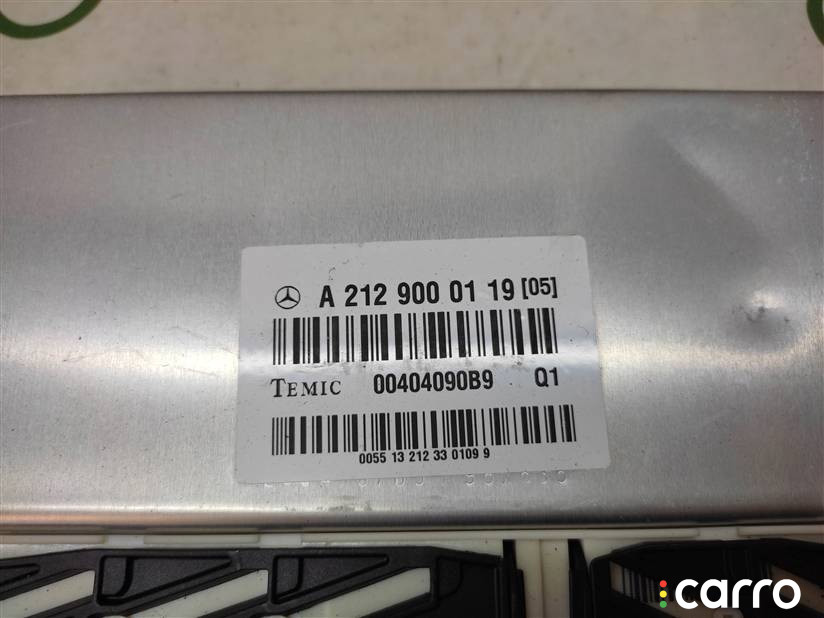 A 212 900 01 19 [05]
TEMIC 00404090B9 Q1
0055 13 212 33 0109 9
carro